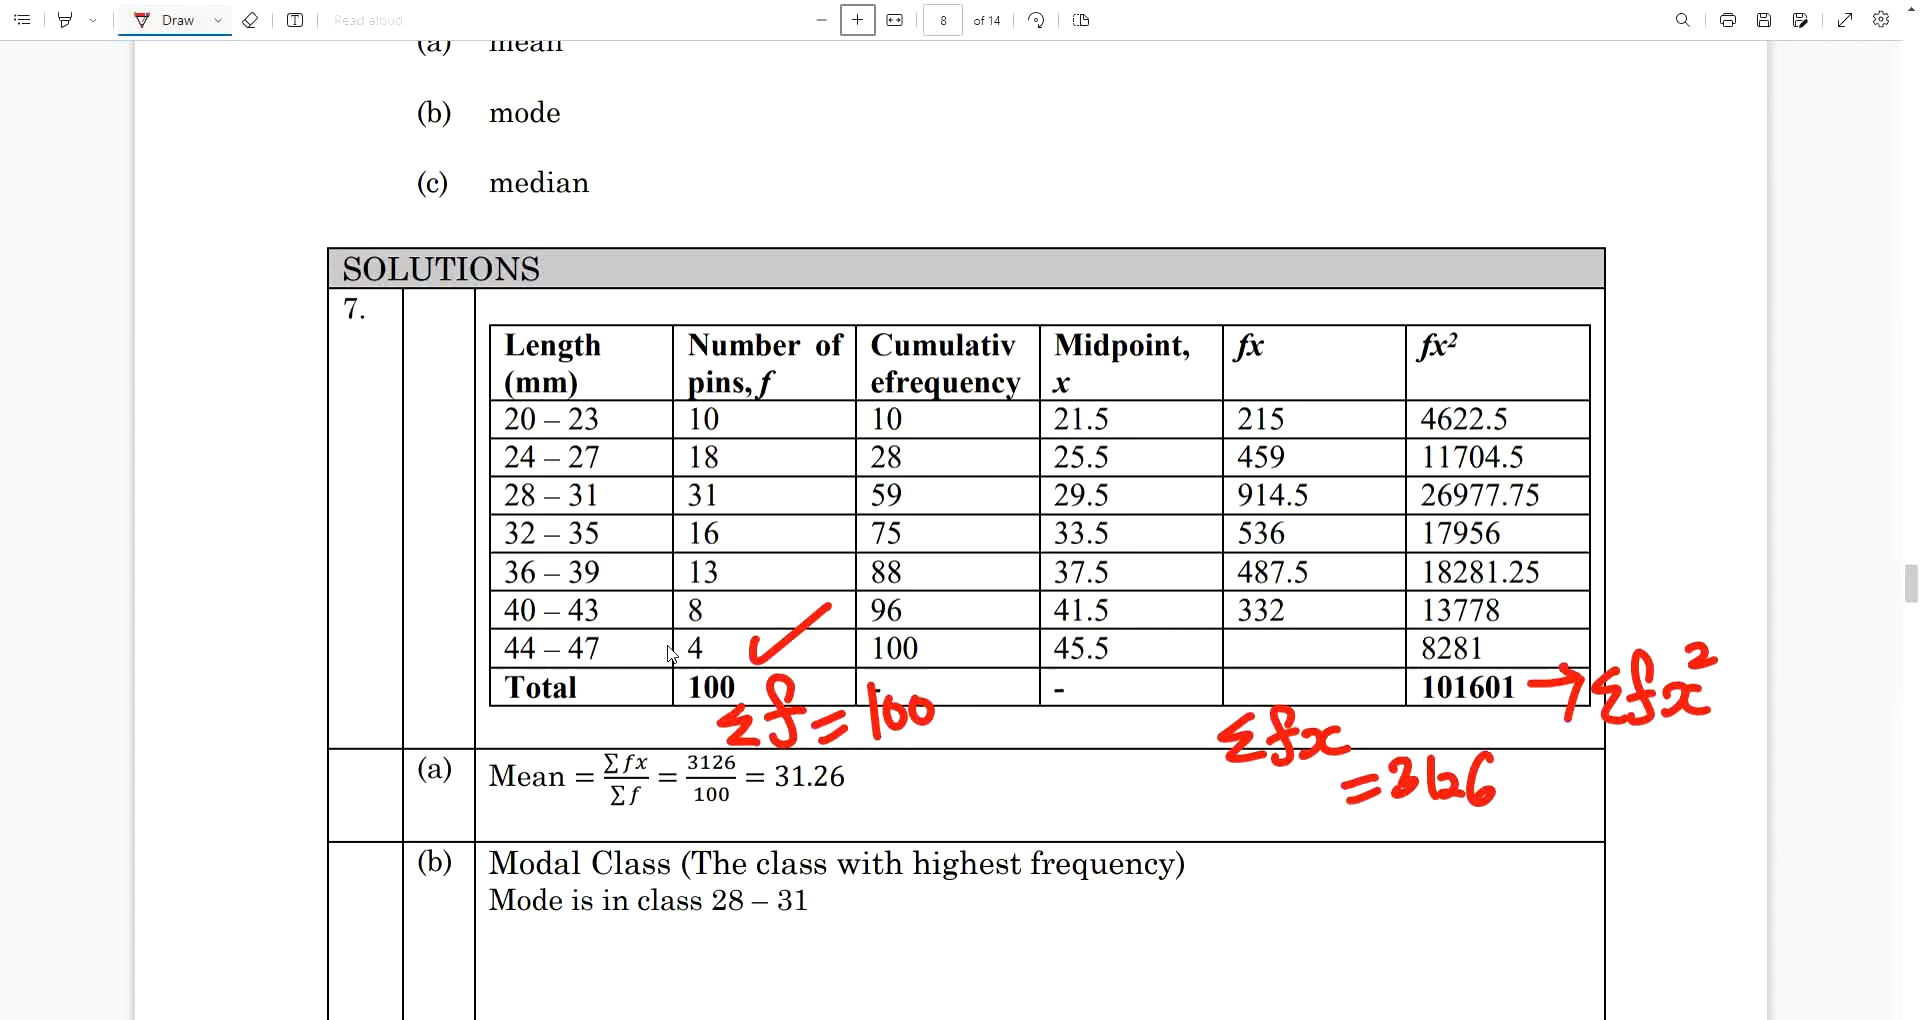 Draw
Read aloud
8 of 14
(a) mean
(b) mode
(c) median
SOLUTIONS
7.
Length (mm) Number of pins, f Cumulativ efrequency Midpoint, x fx fx²
20 – 23 10 10 21.5 215 4622.5
24 – 27 18 28 25.5 459 11704.5
28 – 31 31 59 29.5 914.5 26977.75
32 – 35 16 75 33.5 536 17956
36 – 39 13 88 37.5 487.5 18281.25
40 – 43 8 96 41.5 332 13778
44 – 47 4 100 45.5 8281
Total 100 - - 101601 → Σfx²
Σf = 100
Σfx
= 3126
(a) Mean = ∑fx/∑f = 3126/100 = 31.26
(b) Modal Class (The class with highest frequency)
Mode is in class 28 – 31